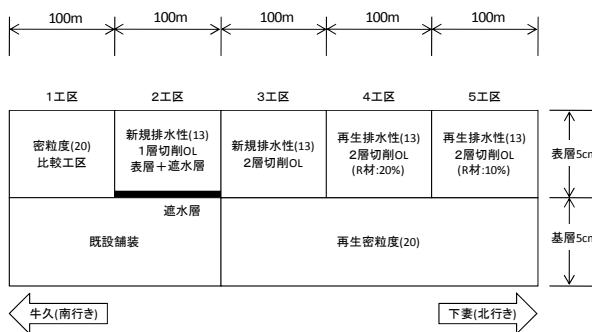 100m 100m 100m 100m 100m
1工区 2工区 3工区 4工区 5工区
密粒度(20)
比較工区
新規排水性(13)
1層切削OL
表層＋遮水層
新規排水性(13)
2層切削OL
再生排水性(13)
2層切削OL
(R材:20%)
再生排水性(13)
2層切削OL
(R材:10%)
表層5cm
遮水層
既設舗装
再生密粒度(20)
基層5cm
牛久(南行き)
下妻(北行き)